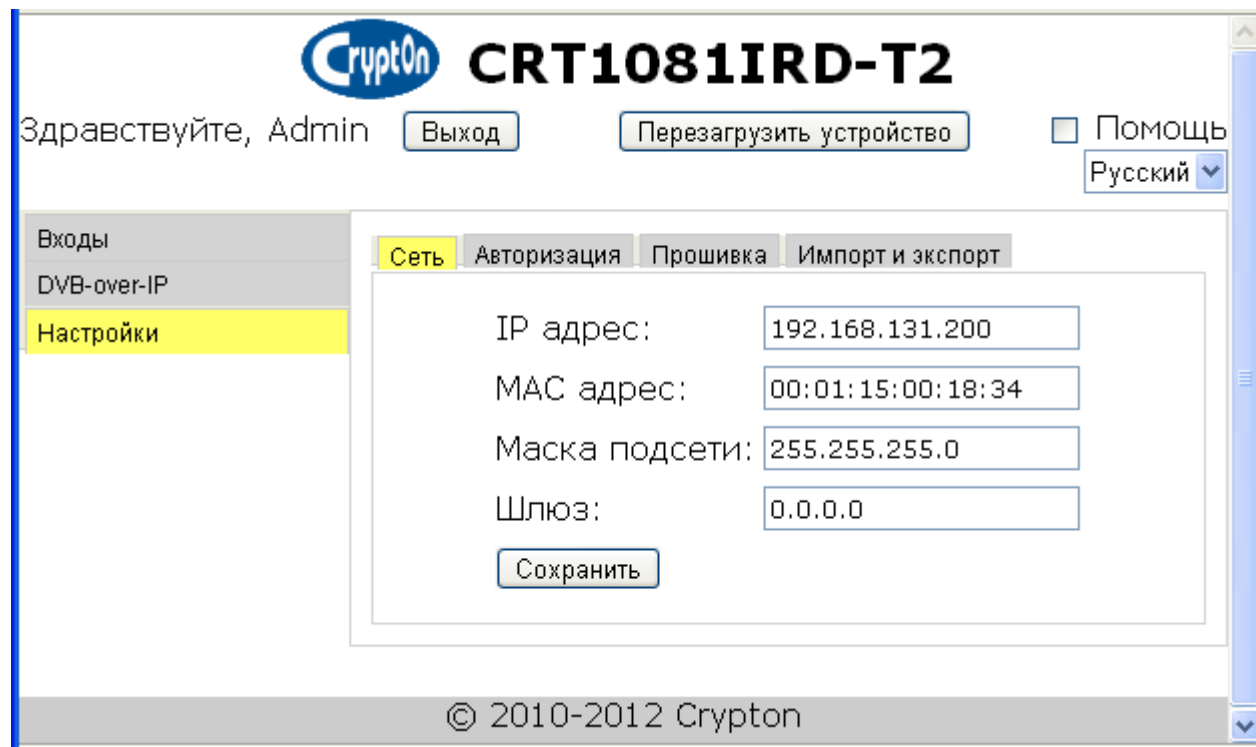 CryptOn CRT1081IRD-T2
Здравствуйте, Admin Выход Перезагрузить устройство Помощь
Русский
Входы
DVB-over-IP
Настройки
Сеть Авторизация Прошивка Импорт и экспорт
IP адрес: 192.168.131.200
MAC адрес: 00:01:15:00:18:34
Маска подсети: 255.255.255.0
Шлюз: 0.0.0.0
Сохранить
© 2010-2012 Crypton